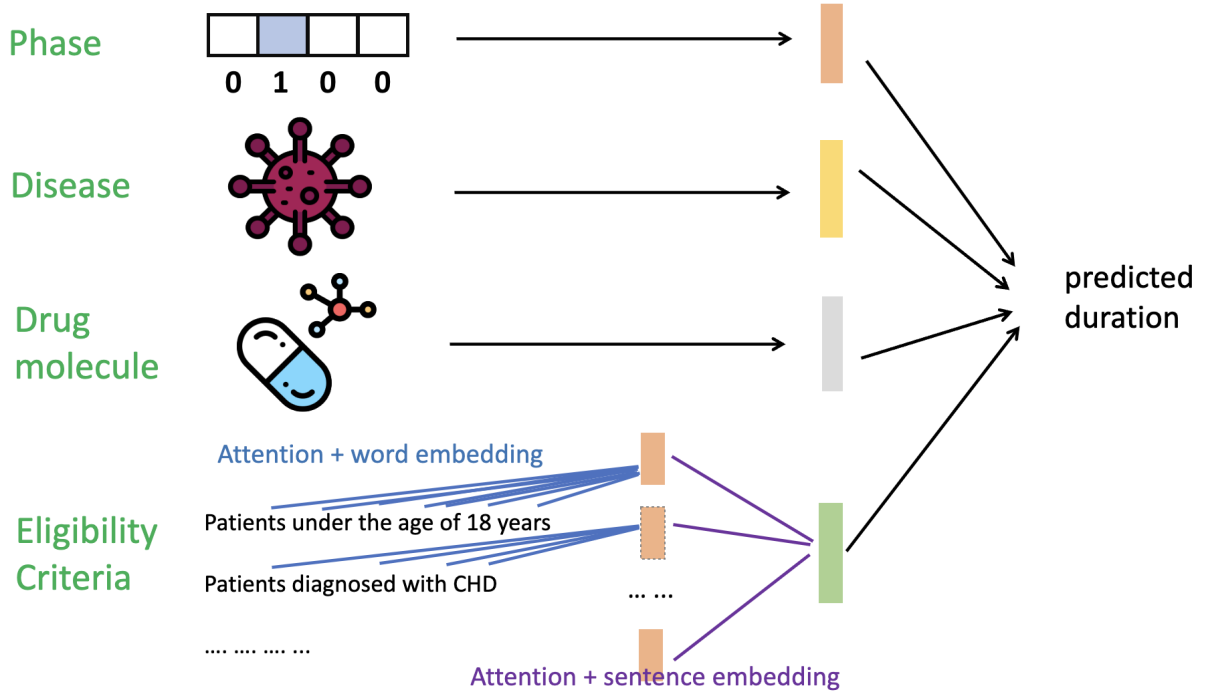 Phase
0 1 0 0
Disease
Drug
molecule
predicted
duration
Attention + word embedding
Patients under the age of 18 years
Eligibility
Criteria
Patients diagnosed with CHD
... ...
.... .... .... ...
Attention + sentence embedding